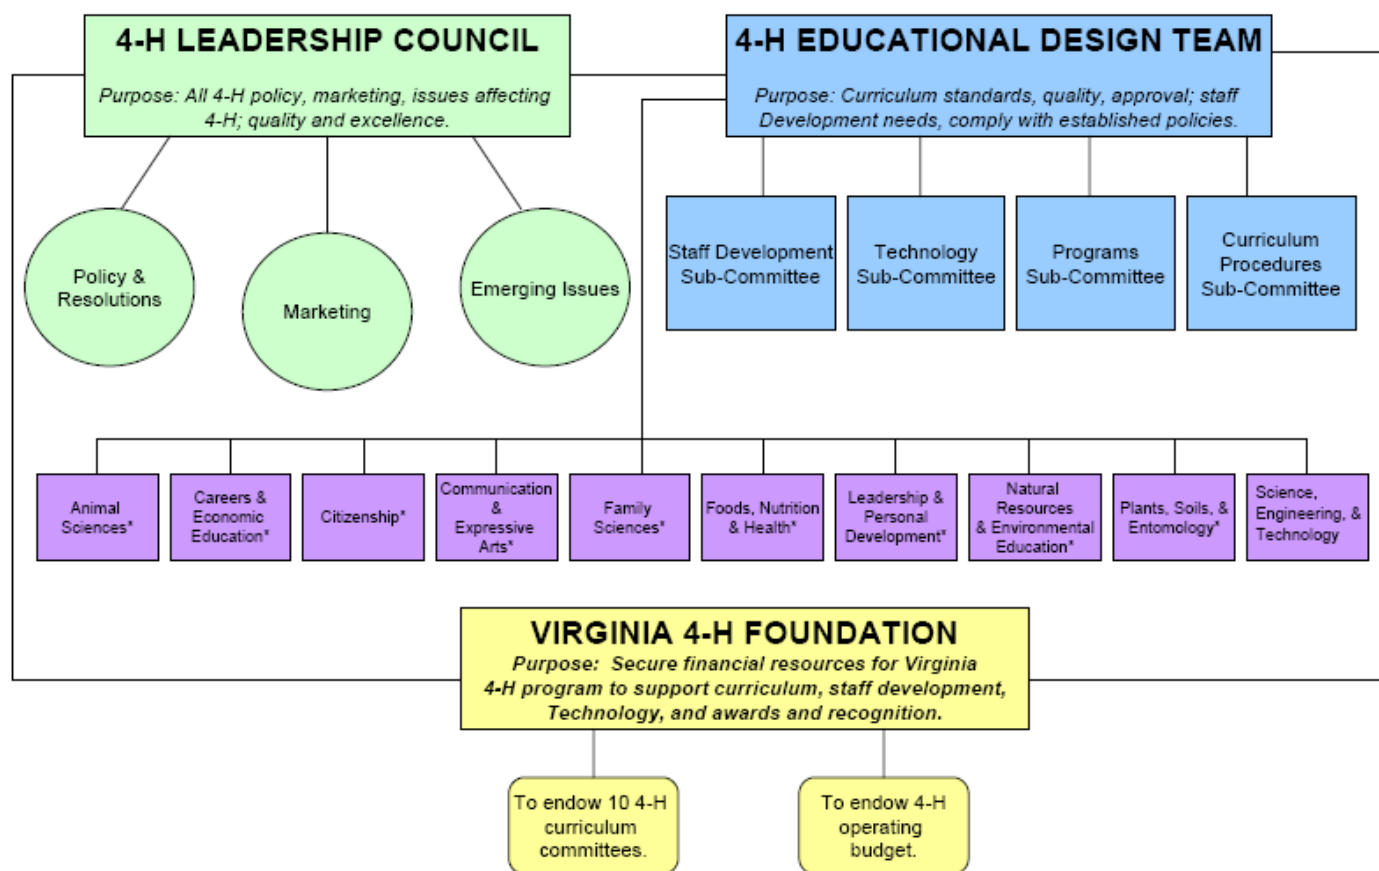 4-H LEADERSHIP COUNCIL
Purpose: All 4-H policy, marketing, issues affecting
4-H; quality and excellence.
4-H EDUCATIONAL DESIGN TEAM
Purpose: Curriculum standards, quality, approval; staff
Development needs, comply with established policies.
Policy &
Resolutions
Marketing
Emerging Issues
Staff Development
Sub-Committee
Technology
Sub-Committee
Programs
Sub-Committee
Curriculum
Procedures
Sub-Committee
Animal
Sciences*
Careers &
Economic
Education*
Citizenship*
Communication
&
Expressive
Arts*
Family
Sciences*
Foods, Nutrition
& Health*
Leadership &
Personal
Development*
Natural
Resources
& Environmental
Education*
Plants, Soils, &
Entomology*
Science,
Engineering, &
Technology
VIRGINIA 4-H FOUNDATION
Purpose: Secure financial resources for Virginia
4-H program to support curriculum, staff development,
Technology, and awards and recognition.
To endow 10 4-H
curriculum
committees.
To endow 4-H
operating
budget.